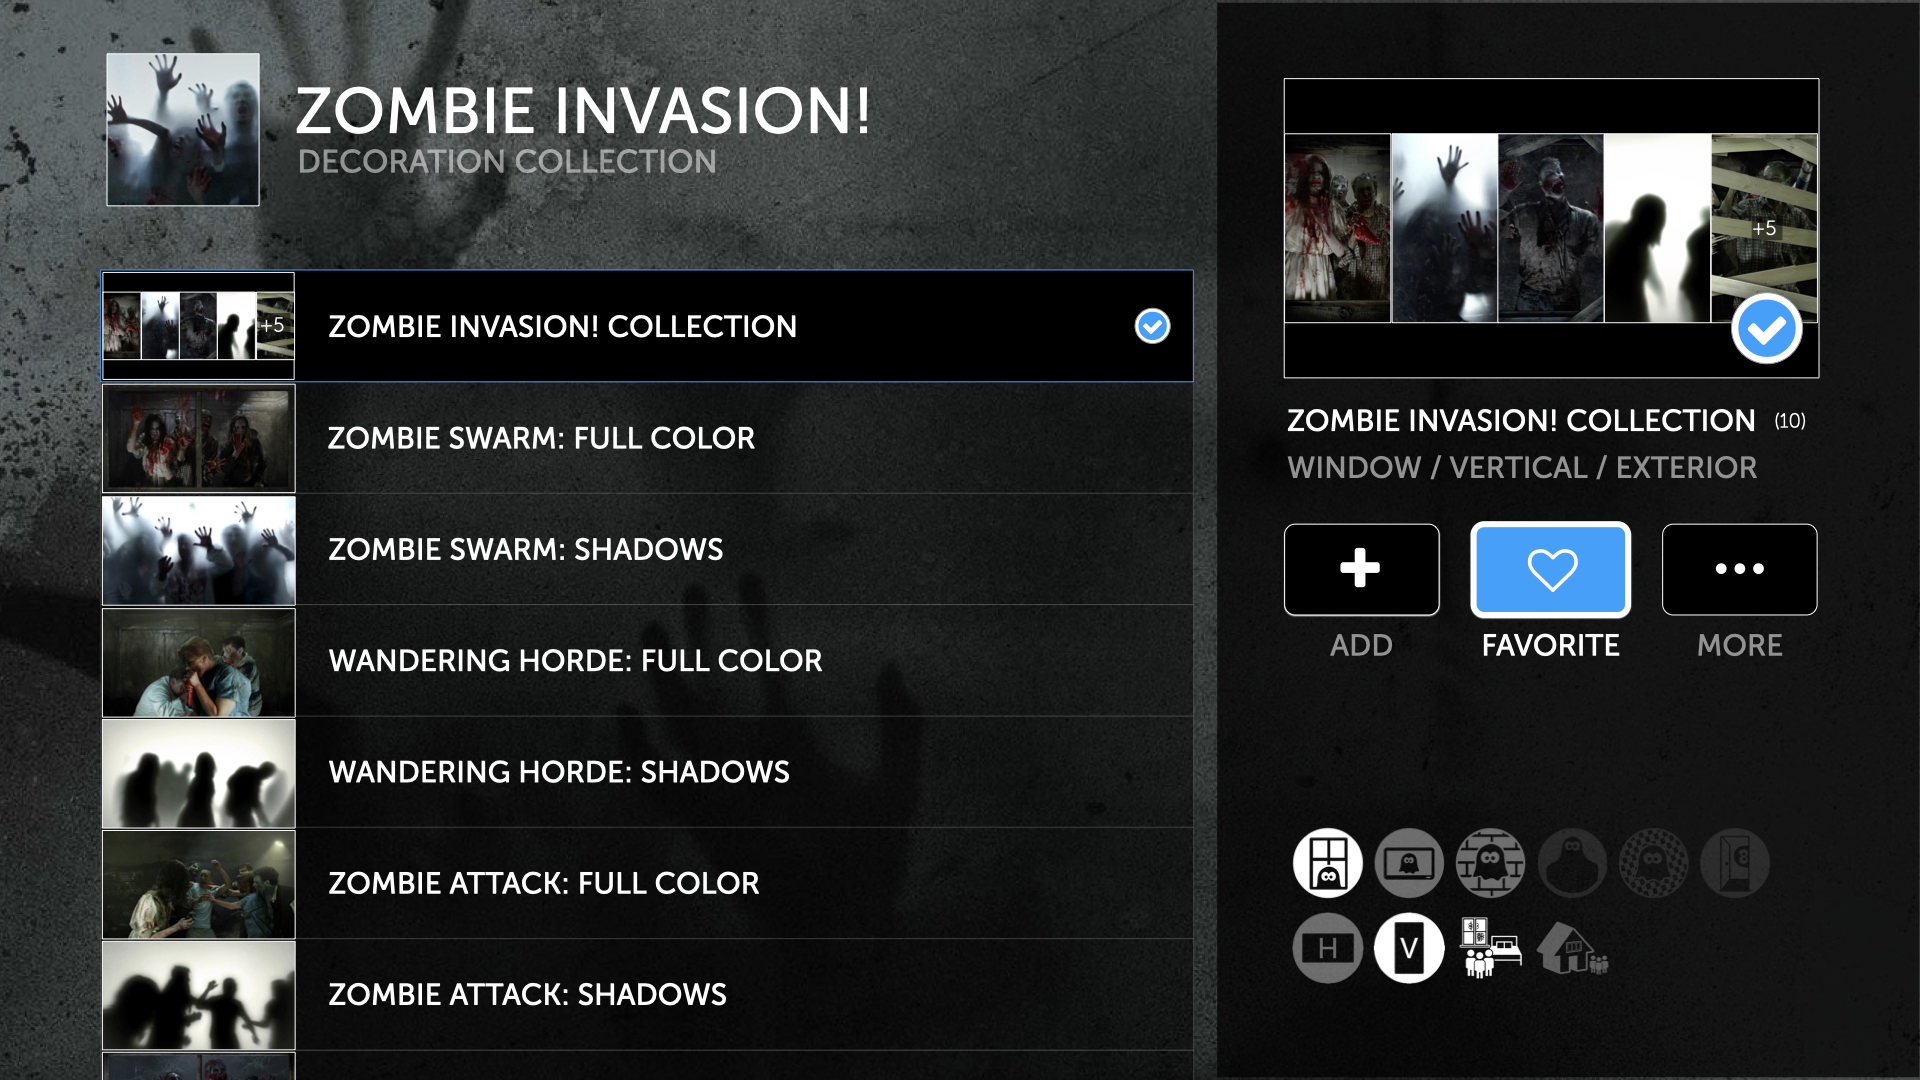 ZOMBIE INVASION!
DECORATION COLLECTION
+5
ZOMBIE INVASION! COLLECTION
ZOMBIE SWARM: FULL COLOR
ZOMBIE SWARM: SHADOWS
WANDERING HORDE: FULL COLOR
WANDERING HORDE: SHADOWS
ZOMBIE ATTACK: FULL COLOR
ZOMBIE ATTACK: SHADOWS
+5
ZOMBIE INVASION! COLLECTION (10)
WINDOW / VERTICAL / EXTERIOR
ADD
FAVORITE
MORE
H
V